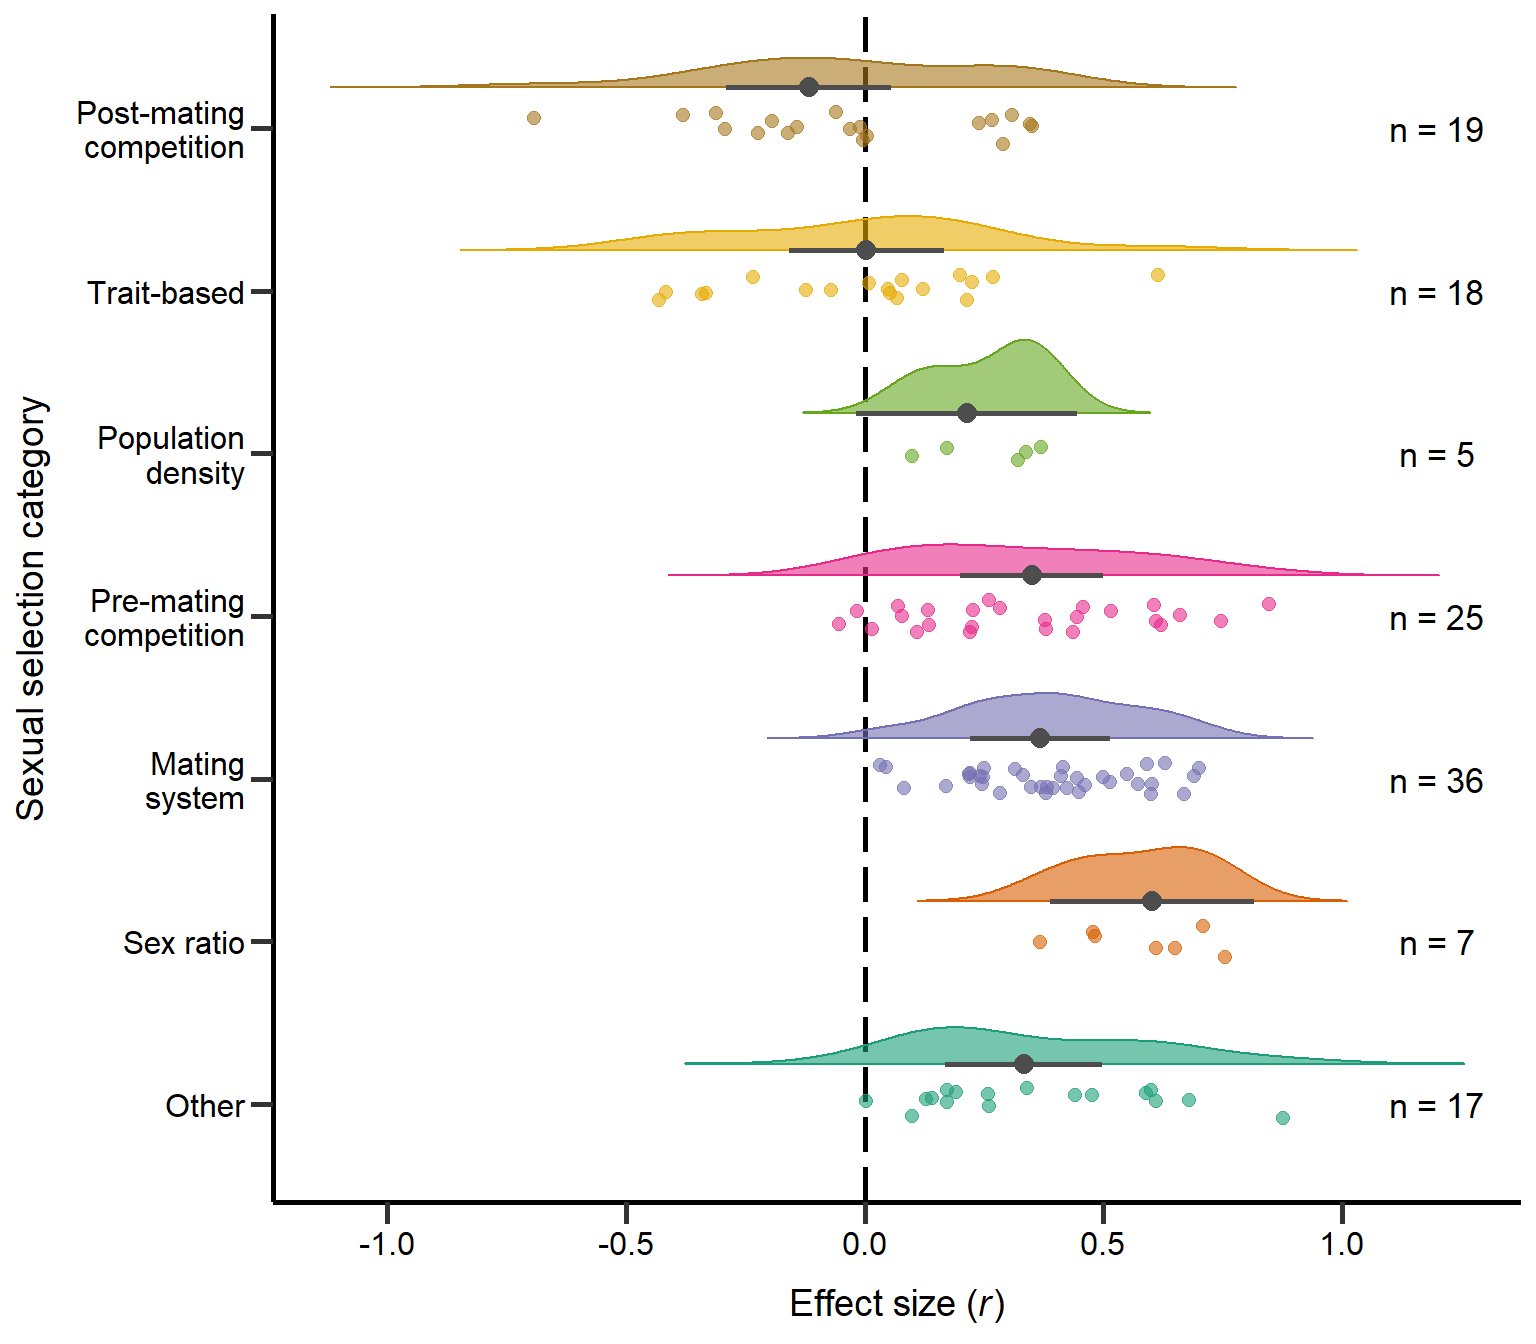 Sexual selection category
Post-mating
competition
n = 19
Trait-based
n = 18
Population
density
n = 5
Pre-mating
competition
n = 25
Mating
system
n = 36
Sex ratio
n = 7
Other
n = 17
-1.0 -0.5 0.0 0.5 1.0
Effect size (r)